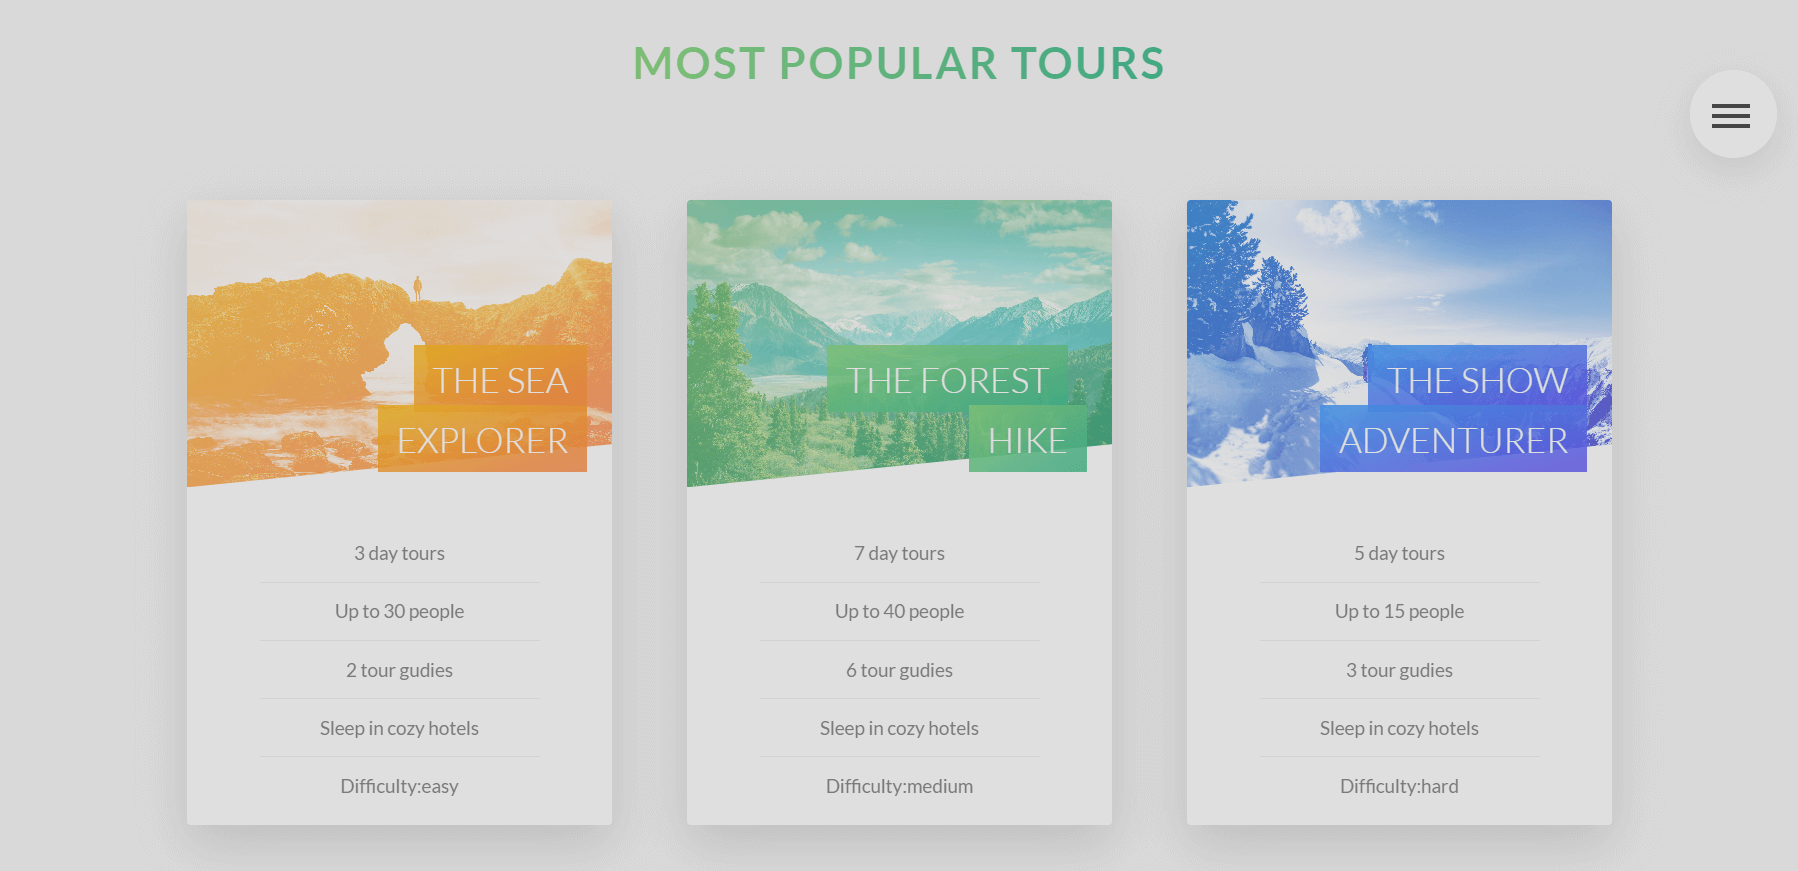 MOST POPULAR TOURS
THE SEA
EXPLORER
3 day tours
Up to 30 people
2 tour gudies
Sleep in cozy hotels
Difficulty:easy
THE FOREST
HIKE
7 day tours
Up to 40 people
6 tour gudies
Sleep in cozy hotels
Difficulty:medium
THE SHOW
ADVENTURER
5 day tours
Up to 15 people
3 tour gudies
Sleep in cozy hotels
Difficulty:hard